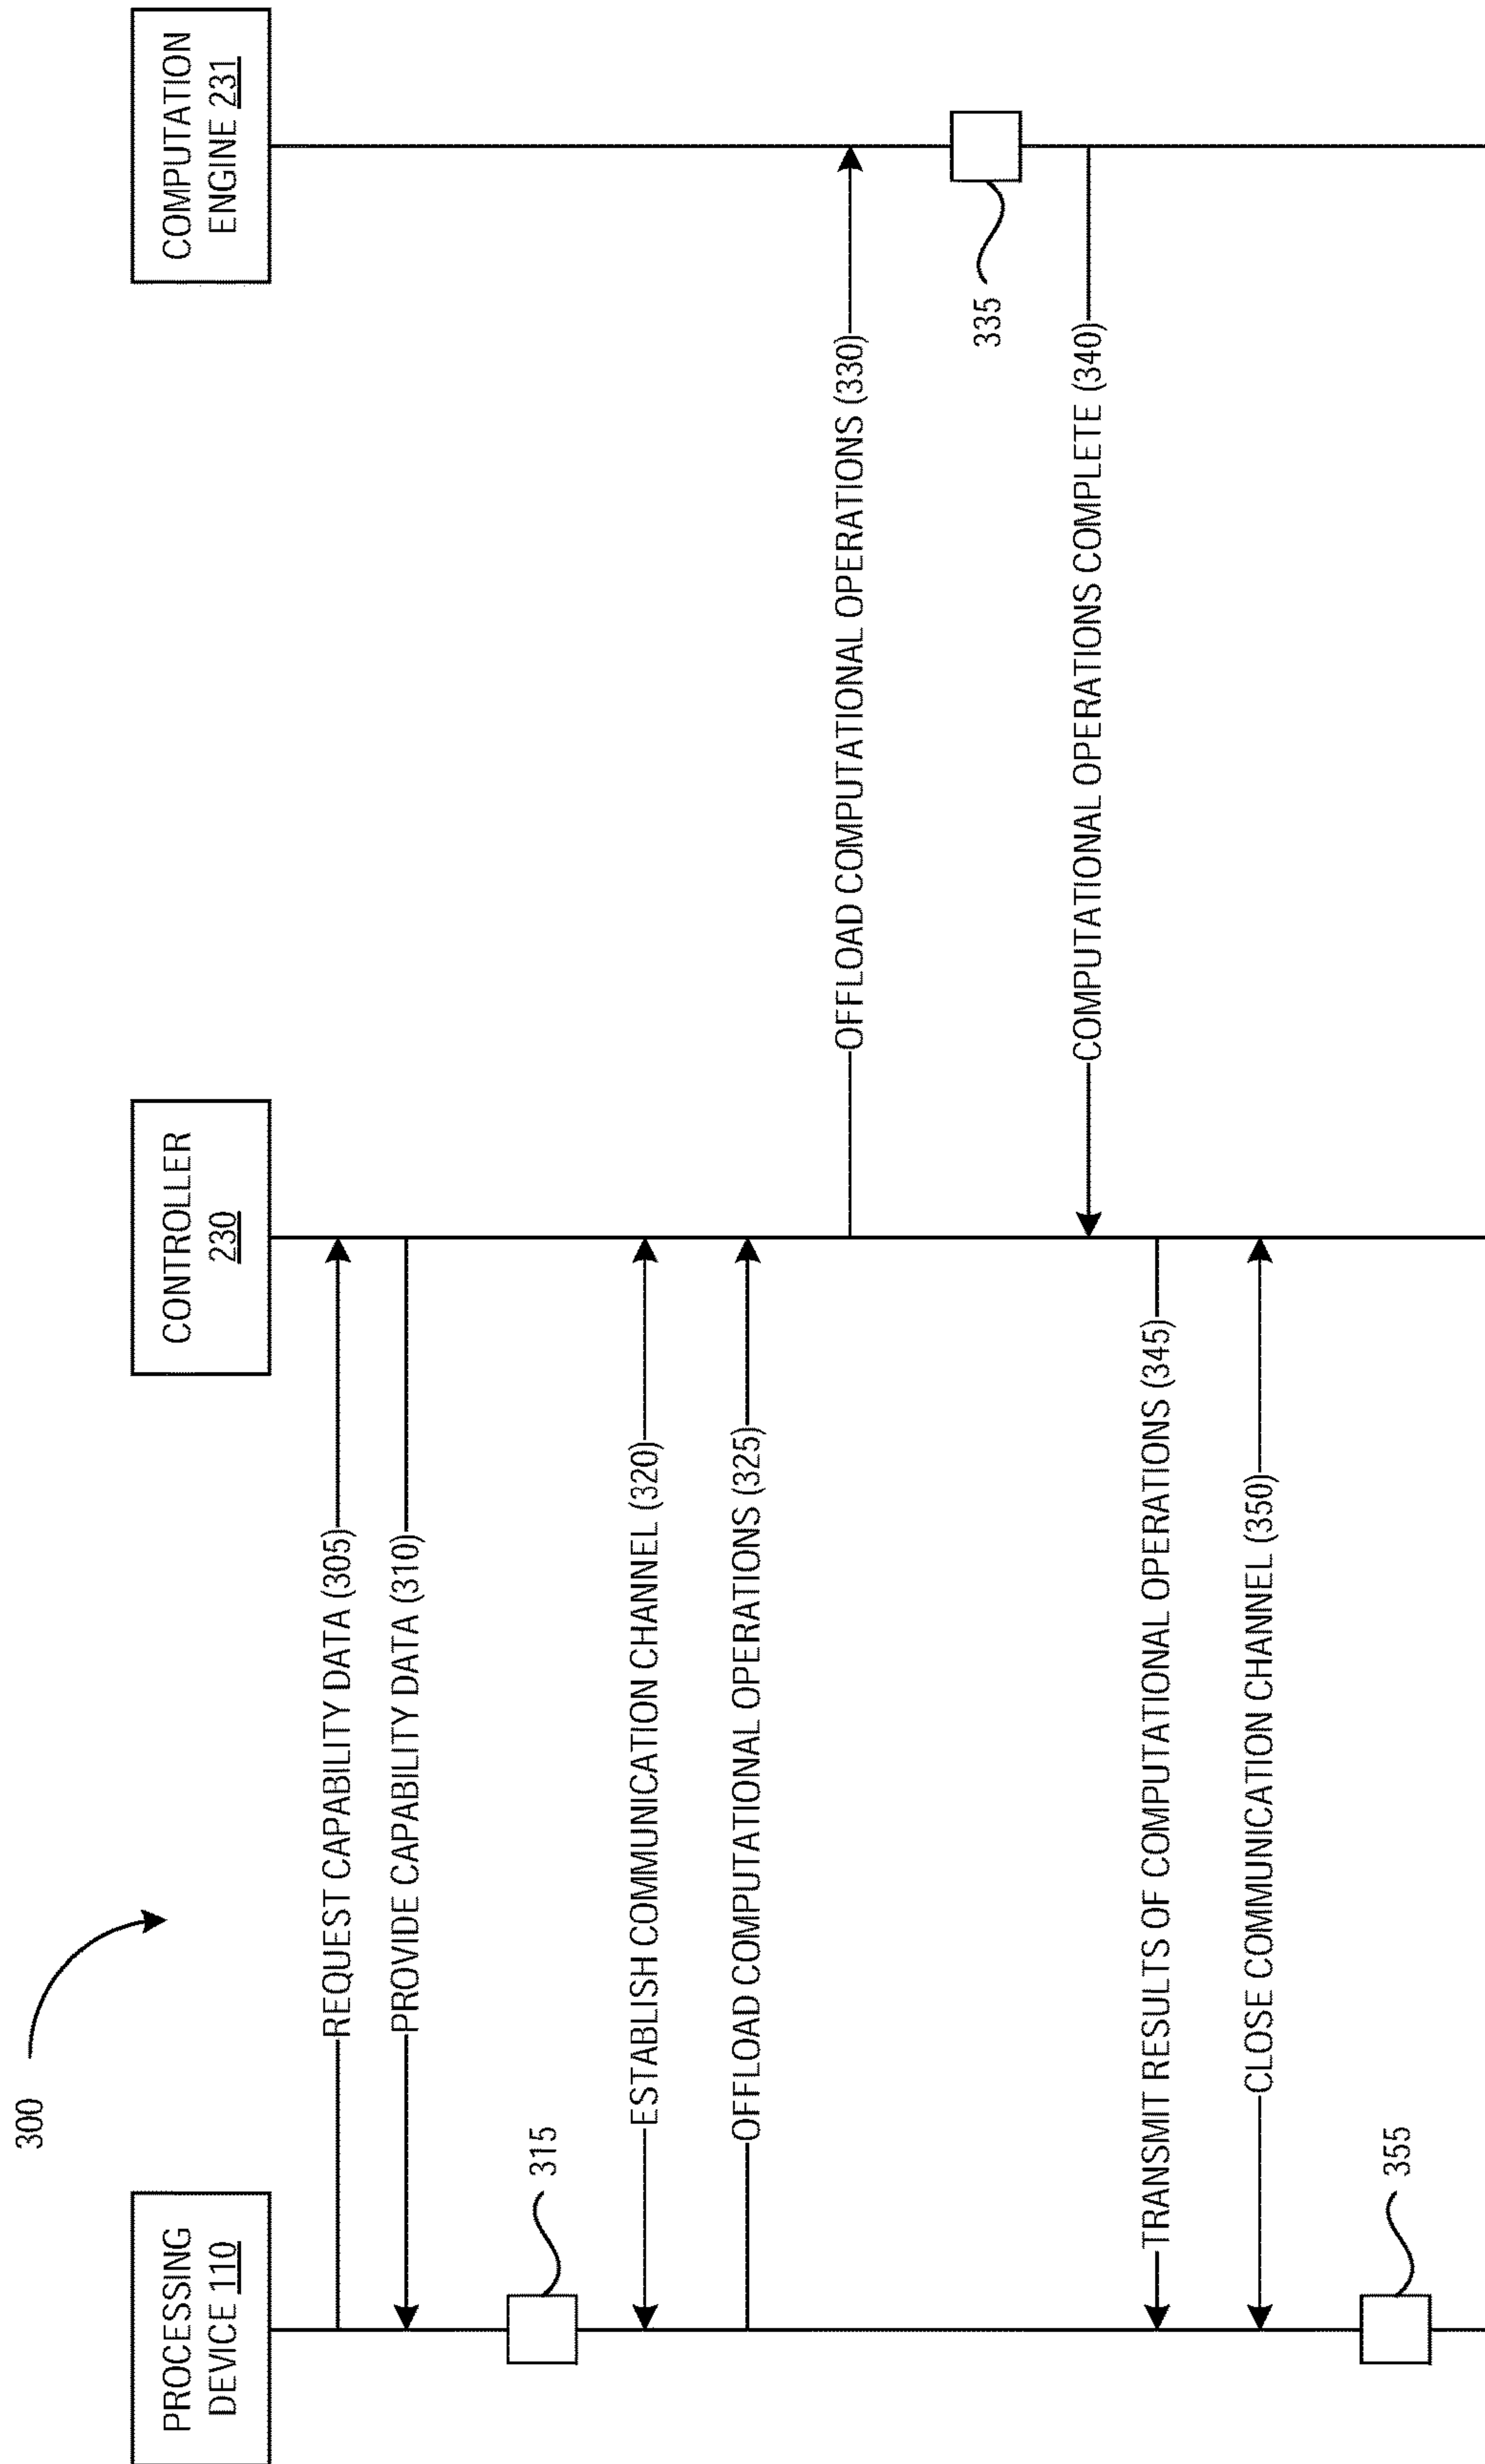 300
PROCESSING
DEVICE 110
CONTROLLER
230
COMPUTATION
ENGINE 231
REQUEST CAPABILITY DATA (305)
PROVIDE CAPABILITY DATA (310)
315
ESTABLISH COMMUNICATION CHANNEL (320)
OFFLOAD COMPUTATIONAL OPERATIONS (325)
OFFLOAD COMPUTATIONAL OPERATIONS (330)
335
COMPUTATIONAL OPERATIONS COMPLETE (340)
TRANSMIT RESULTS OF COMPUTATIONAL OPERATIONS (345)
CLOSE COMMUNICATION CHANNEL (350)
355